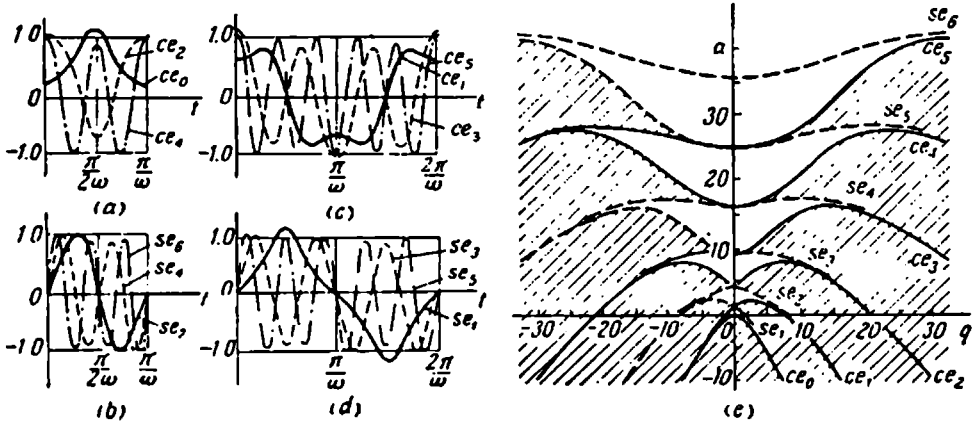 1.0
0
-1.0
ce₂
ce₀
ce₄
t
π/2ω
π/ω
(a)
1.0
0
-1.0
ce₅
ce₁
ce₃
t
π/ω
2π/ω
(c)
1.0
0
-1 0
se₆
se₄
se₂
t
π/2ω
π/ω
(b)
1 0
0
-1 0
se₃
se₅
se₁
t
π/ω
2π/ω
(d)
a
se₆
ce₅
30
se₅
ce₄
20
se₄
10
se₃
ce₃
se₂
-30
-20
-10
0
se₁
10
20
30
q
-10
ce₀
ce₁
ce₂
(e)